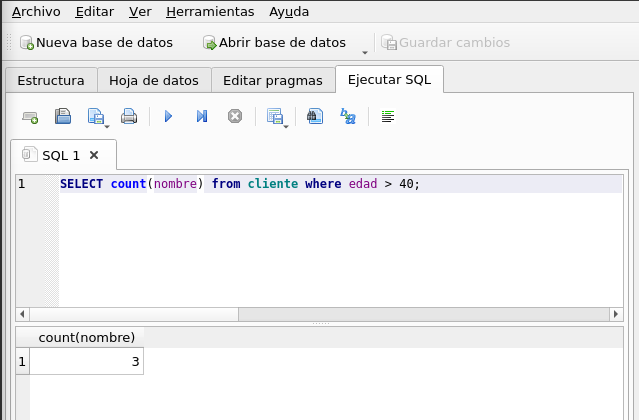 Archivo Editar Ver Herramientas Ayuda
Nueva base de datos Abrir base de datos Guardar cambios
Estructura Hoja de datos Editar pragmas Ejecutar SQL
SQL 1
1 SELECT count(nombre) from cliente where edad > 40;
count(nombre)
1 3